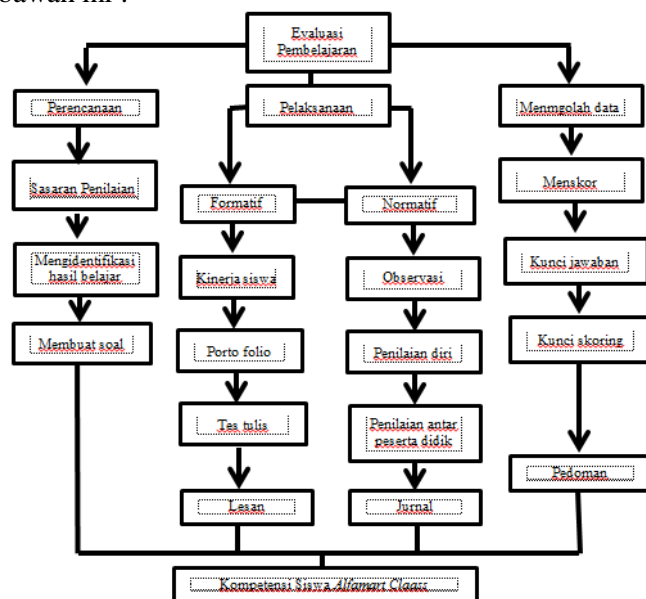 bawah ini :
Evaluasi
Pembelajaran
Perencanaan
Pelaksanaan
Menmgolah data
Sasaran Penilaian
Formatif
Normatif
Menskor
Mengidentifikasi
hasil belajar
Kinerja siswa
Observasi
Kunci jawaban
Membuat soal
Porto folio
Penilaian diri
Kunci skoring
Tes tulis
Penilaian antar
peserta didik
Pedoman
Lesan
Jurnal
Kompetensi Siswa Alfamart Claass